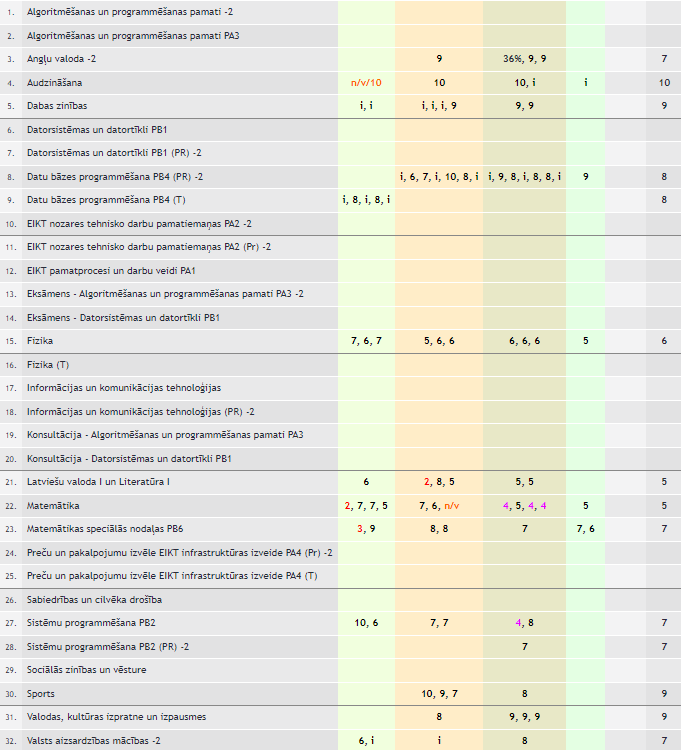 1. Algoritmēšanas un programmēšanas pamati -2
2. Algoritmēšanas un programmēšanas pamati PA3
3. Angļu valoda -2 9 36%, 9, 9 7
4. Audzināšana n/v/10 10 10, i i 10
5. Dabas zinības i, i i, i, i, 9 9, 9 9
6. Datorsistēmas un datortīkli PB1
7. Datorsistēmas un datortīkli PB1 (PR) -2
8. Datu bāzes programmēšana PB4 (PR) -2 i, 6, 7, i, 10, 8, i i, 9, 8, i, 8, 8, i 9 8
9. Datu bāzes programmēšana PB4 (T) i, 8, i, 8, i 8
10. EIKT nozares tehnisko darbu pamatiemaņas PA2 -2
11. EIKT nozares tehnisko darbu pamatiemaņas PA2 (Pr) -2
12. EIKT pamatprocesi un darbu veidi PA1
13. Eksāmens - Algoritmēšanas un programmēšanas pamati PA3 -2
14. Eksāmens - Datorsistēmas un datortīkli PB1
15. Fizika 7, 6, 7 5, 6, 6 6, 6, 6 5 6
16. Fizika (T)
17. Informācijas un komunikācijas tehnoloģijas
18. Informācijas un komunikācijas tehnoloģijas (PR) -2
19. Konsultācija - Algoritmēšanas un programmēšanas pamati PA3
20. Konsultācija - Datorsistēmas un datortīkli PB1
21. Latviešu valoda I un Literatūra I 6 2, 8, 5 5, 5 5
22. Matemātika 2, 7, 7, 5 7, 6, n/v 4, 5, 4, 4 5 5
23. Matemātikas speciālās nodaļas PB6 3, 9 8, 8 7 7, 6 7
24. Preču un pakalpojumu izvēle EIKT infrastruktūras izveide PA4 (Pr) -2
25. Preču un pakalpojumu izvēle EIKT infrastruktūras izveide PA4 (T)
26. Sabiedrības un cilvēka drošība
27. Sistēmu programmēšana PB2 10, 6 7, 7 4, 8 7
28. Sistēmu programmēšana PB2 (PR) -2 7 7
29. Sociālās zinības un vēsture
30. Sports 10, 9, 7 8 9
31. Valodas, kultūras izpratne un izpausmes 8 9, 9, 9 9
32. Valsts aizsardzības mācības -2 6, i i 8 7